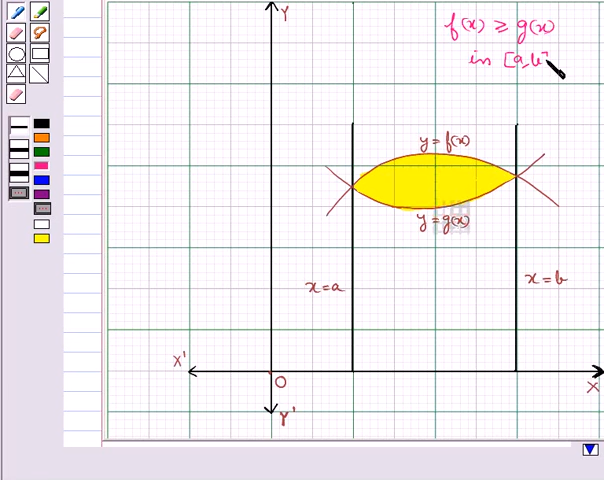 Y
f(x) ≥ g(x)
in [a,b]
y=f(x)
y=g(x)
x=a
x=b
X'
O
X
Y'